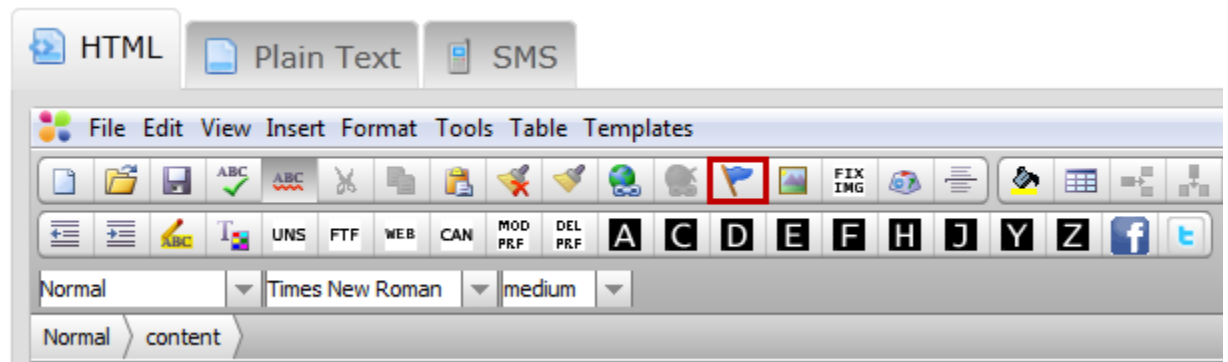 HTML Plain Text SMS
File Edit View Insert Format Tools Table Templates
ABC ABC FIX IMG
ABC T UNS FTF WEB CAN MOD PRF DEL PRF A C D E F H J Y Z f t
Normal Times New Roman medium
Normal content